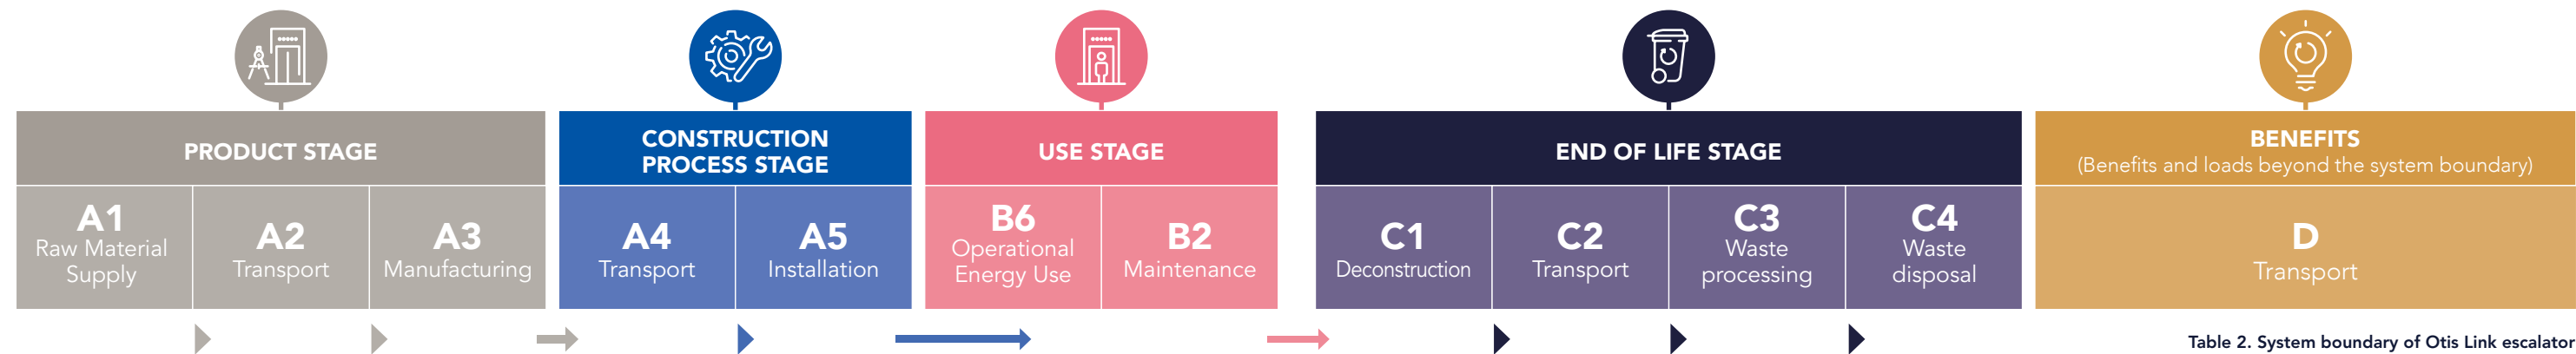 PRODUCT STAGE
A1
Raw Material
Supply
A2
Transport
A3
Manufacturing
CONSTRUCTION
PROCESS STAGE
A4
Transport
A5
Installation
USE STAGE
B6
Operational
Energy Use
B2
Maintenance
END OF LIFE STAGE
C1
Deconstruction
C2
Transport
C3
Waste
processing
C4
Waste
disposal
BENEFITS
(Benefits and loads beyond the system boundary)
D
Transport
Table 2. System boundary of Otis Link escalator